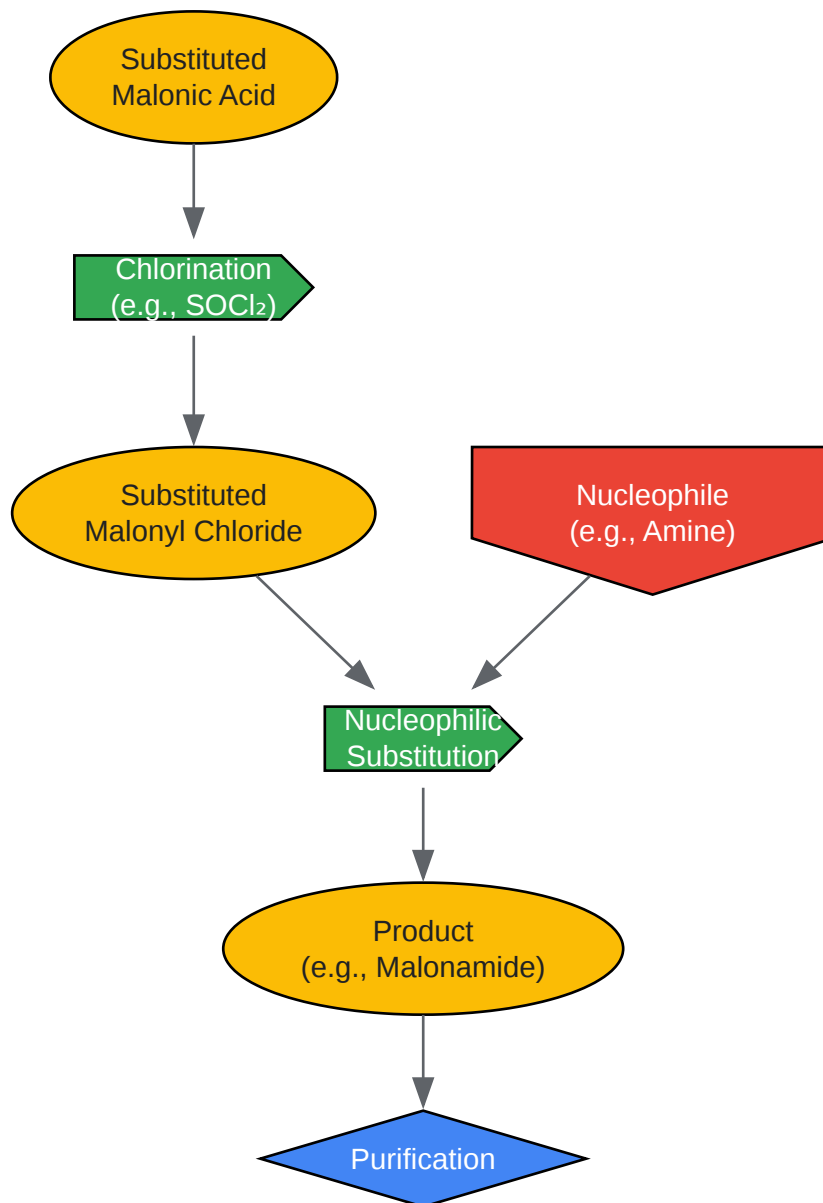 Substituted
Malonic Acid
Chlorination
(e.g., SOCl₂)
Substituted
Malonyl Chloride
Nucleophile
(e.g., Amine)
Nucleophilic
Substitution
Product
(e.g., Malonamide)
Purification